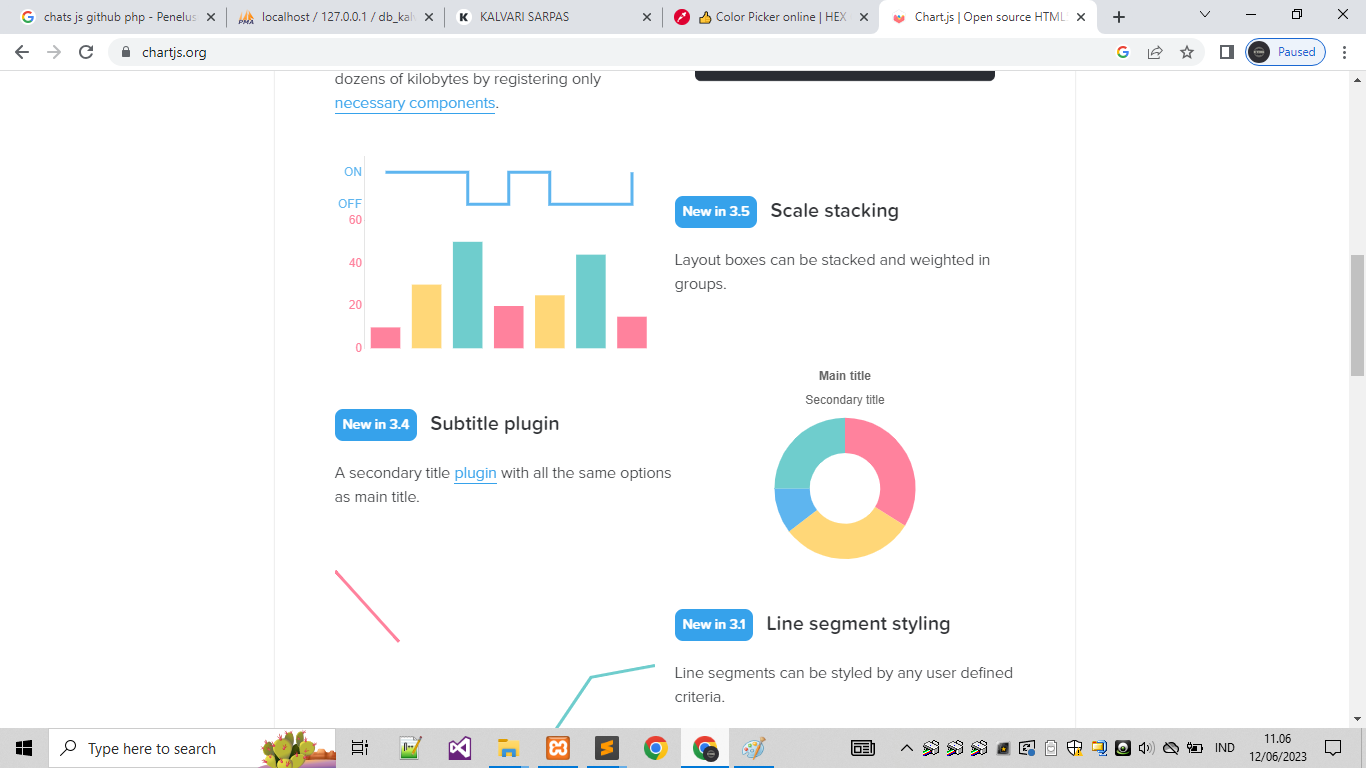 chats js github php - Penelus
localhost / 127.0.0.1 / db_kalv
KALVARI SARPAS
Color Picker online | HEX
Chart.js | Open source HTML5
chartjs.org
Paused
dozens of kilobytes by registering only
necessary components.
ON
OFF
60
40
20
0
New in 3.5 Scale stacking
Layout boxes can be stacked and weighted in
groups.
Main title
Secondary title
New in 3.4 Subtitle plugin
A secondary title plugin with all the same options
as main title.
New in 3.1 Line segment styling
Line segments can be styled by any user defined
criteria.
Type here to search
IND
11.06
12/06/2023